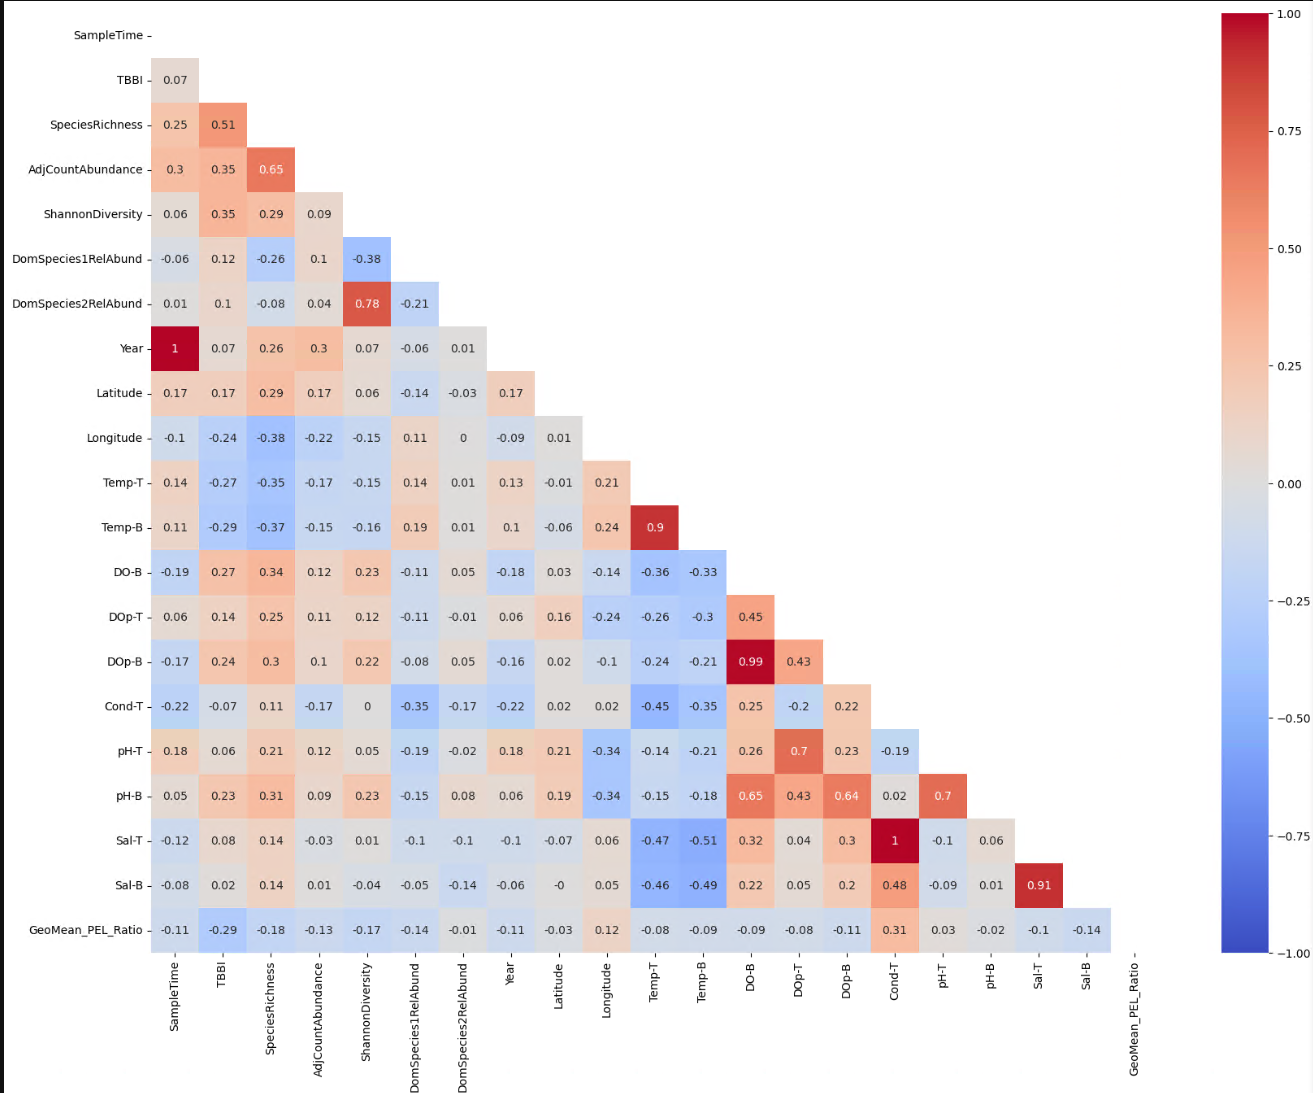 SampleTime
TBBI 0.07
SpeciesRichness 0.25 0.51
AdjCountAbundance 0.3 0.35 0.65
ShannonDiversity 0.06 0.35 0.29 0.09
DomSpecies1RelAbund -0.06 0.12 -0.26 0.1 -0.38
DomSpecies2RelAbund 0.01 0.1 -0.08 0.04 0.78 -0.21
Year 1 0.07 0.26 0.3 0.07 -0.06 0.01
Latitude 0.17 0.17 0.29 0.17 0.06 -0.14 -0.03 0.17
Longitude -0.1 -0.24 -0.38 -0.22 -0.15 0.11 0 -0.09 0.01
Temp-T 0.14 -0.27 -0.35 -0.17 -0.15 0.14 0.01 0.13 -0.01 0.21
Temp-B 0.11 -0.29 -0.37 -0.15 -0.16 0.19 0.01 0.1 -0.06 0.24 0.9
DO-B -0.19 0.27 0.34 0.12 0.23 -0.11 0.05 -0.18 0.03 -0.14 -0.36 -0.33
DOp-T 0.06 0.14 0.25 0.11 0.12 -0.11 -0.01 0.06 0.16 -0.24 -0.26 -0.3 0.45
DOp-B -0.17 0.24 0.3 0.1 0.22 -0.08 0.05 -0.16 0.02 -0.1 -0.24 -0.21 0.99 0.43
Cond-T -0.22 -0.07 0.11 -0.17 0 -0.35 -0.17 -0.22 0.02 0.02 -0.45 -0.35 0.25 -0.2 0.22
pH-T 0.18 0.06 0.21 0.12 0.05 -0.19 -0.02 0.18 0.21 -0.34 -0.14 -0.21 0.26 0.7 0.23 -0.19
pH-B 0.05 0.23 0.31 0.09 0.23 -0.15 0.08 0.06 0.19 -0.34 -0.15 -0.18 0.65 0.43 0.64 0.02 0.7
Sal-T -0.12 0.08 0.14 -0.03 0.01 -0.1 -0.1 -0.1 -0.07 0.06 -0.47 -0.51 0.32 0.04 0.3 1 -0.1 0.06
Sal-B -0.08 0.02 0.14 0.01 -0.04 -0.05 -0.14 -0.06 -0 0.05 -0.46 -0.49 0.22 0.05 0.2 0.48 -0.09 0.01 0.91
GeoMean_PEL_Ratio -0.11 -0.29 -0.18 -0.13 -0.17 -0.14 -0.01 -0.11 -0.03 0.12 -0.08 -0.09 -0.09 -0.08 -0.11 0.31 0.03 -0.02 -0.1 -0.14
SampleTime
TBBI
SpeciesRichness
AdjCountAbundance
ShannonDiversity
DomSpecies1RelAbund
DomSpecies2RelAbund
Year
Latitude
Longitude
Temp-T
Temp-B
DO-B
DOp-T
DOp-B
Cond-T
pH-T
pH-B
Sal-T
Sal-B
GeoMean_PEL_Ratio
1.00
0.75
0.50
0.25
0.00
-0.25
-0.50
-0.75
-1.00